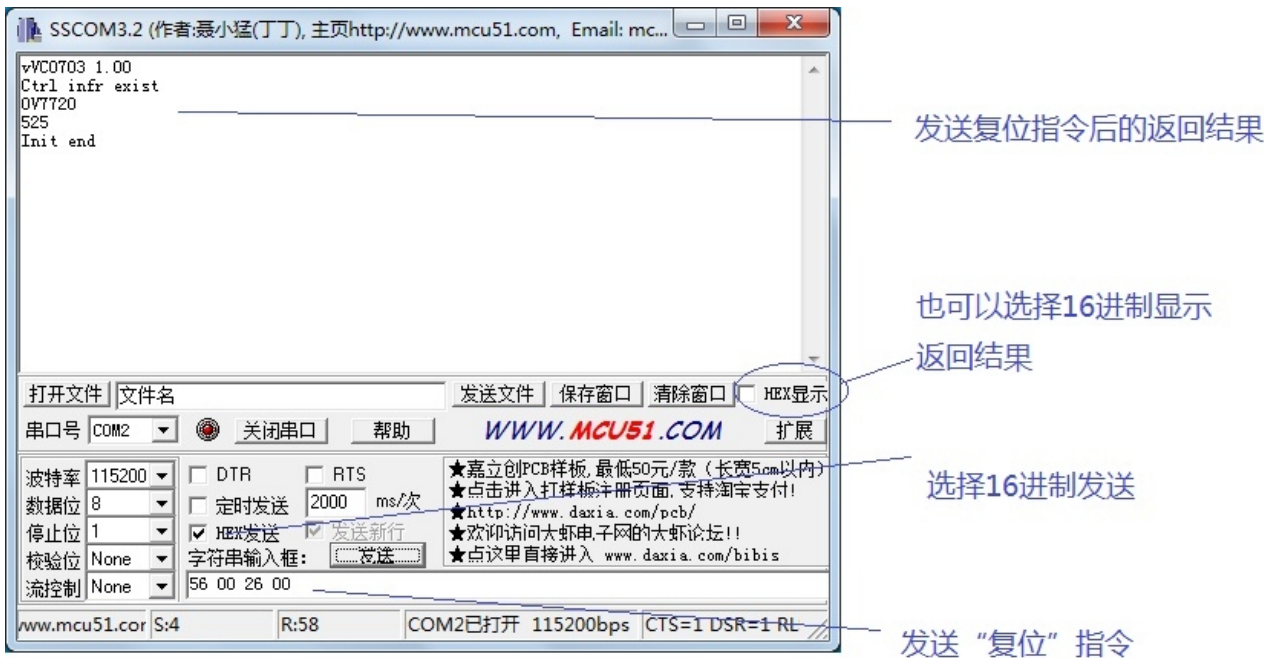 SSCOM3.2 (作者:聂小猛(丁丁), 主页http://www.mcu51.com, Email: mc...
vVC0703 1.00
Ctrl infr exist
OV7720
525
Init end
发送复位指令后的返回结果
也可以选择16进制显示
返回结果
打开文件 文件名 发送文件 保存窗口 清除窗口 HEX显示
串口号 COM2 关闭串口 帮助 WWW.MCU51.COM 扩展
波特率 115200 DTR RTS
数据位 8 定时发送 2000 ms/次
停止位 1 HEX发送 发送新行
校验位 None 字符串输入框: 发送
流控制 None 56 00 26 00
★嘉立创PCB样板,最低50元/款（长宽5cm以内)
★点击进入打样板注册页面,支持淘宝支付!
★http://www.daxia.com/pcb/
★欢迎访问大虾电子网的大虾论坛!!
★点这里直接进入 www.daxia.com/bibis
选择16进制发送
www.mcu51.cor S:4 R:58 COM2已打开 115200bps CTS=1 DSR=1 RL
发送“复位”指令